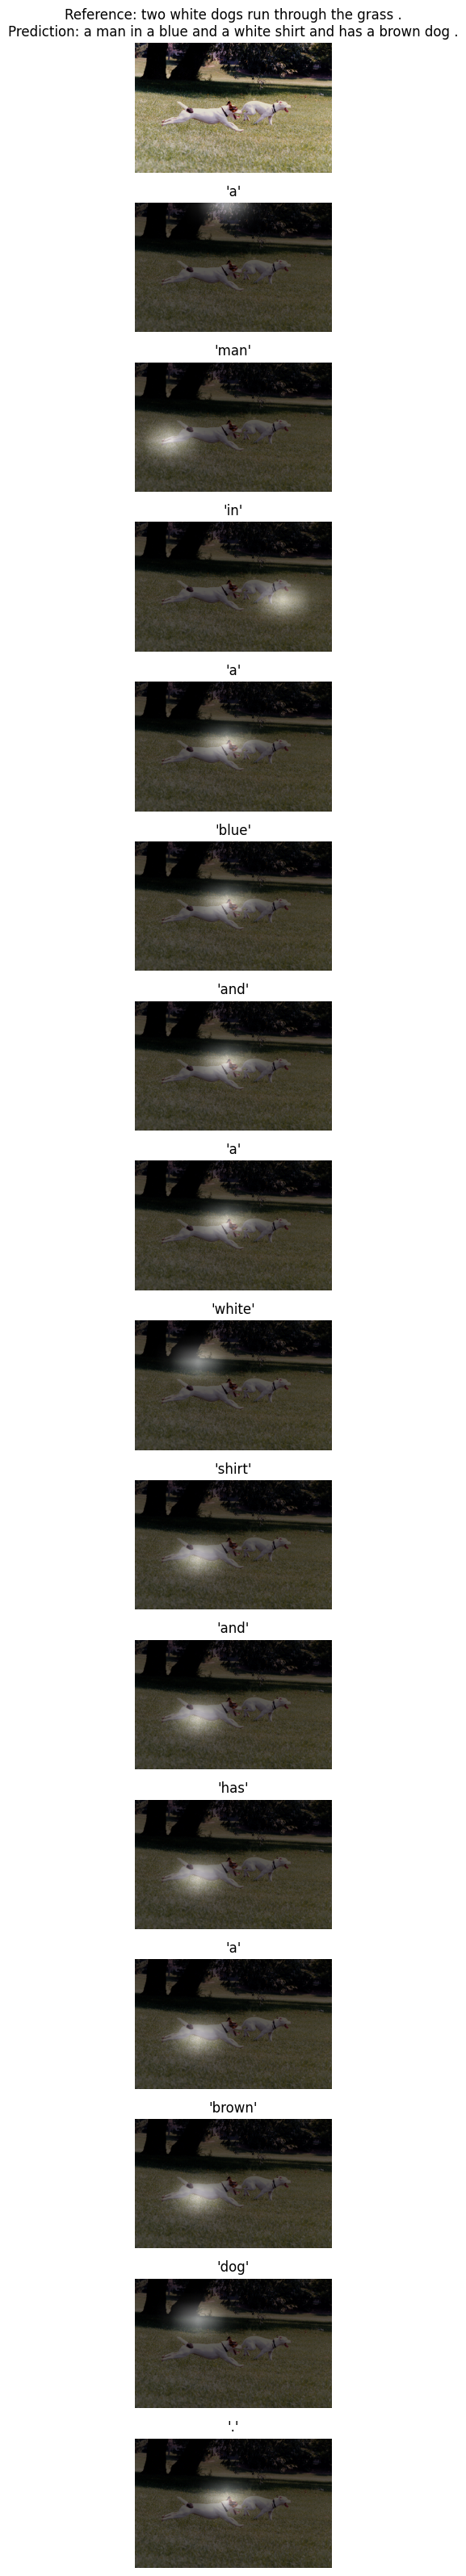 Reference: two white dogs run through the grass .
Prediction: a man in a blue and a white shirt and has a brown dog .
'a'
'man'
'in'
'a'
'blue'
'and'
'a'
'white'
'shirt'
'and'
'has'
'a'
'brown'
'dog'
'.'